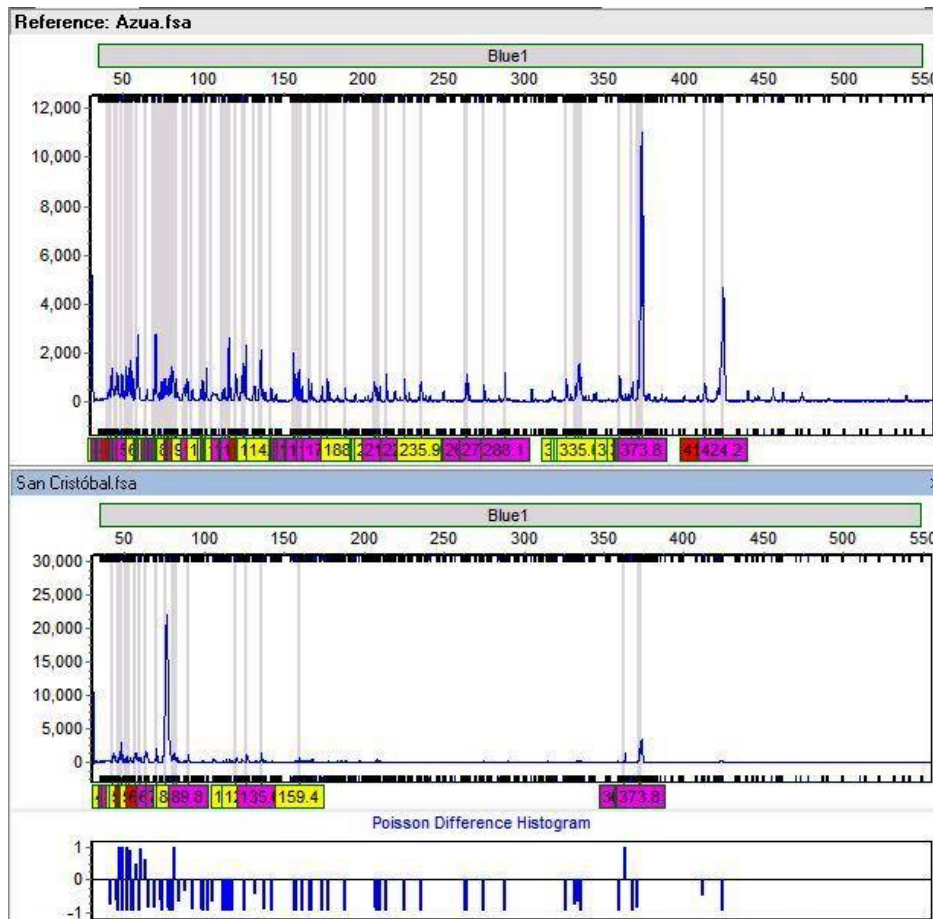 Reference: Azua.fsa
Blue1
50 100 150 200 250 300 350 400 450 500 550
12,000
10,000
8,000
6,000
4,000
2,000
0
188 235.9 288.1 335. 373.8 424.2
San Cristóbal.fsa
Blue1
50 100 150 200 250 300 350 400 450 500 550
30,000
25,000
20,000
15,000
10,000
5,000
0
89.8 135. 159.4 373.8
Poisson Difference Histogram
1
0
-1